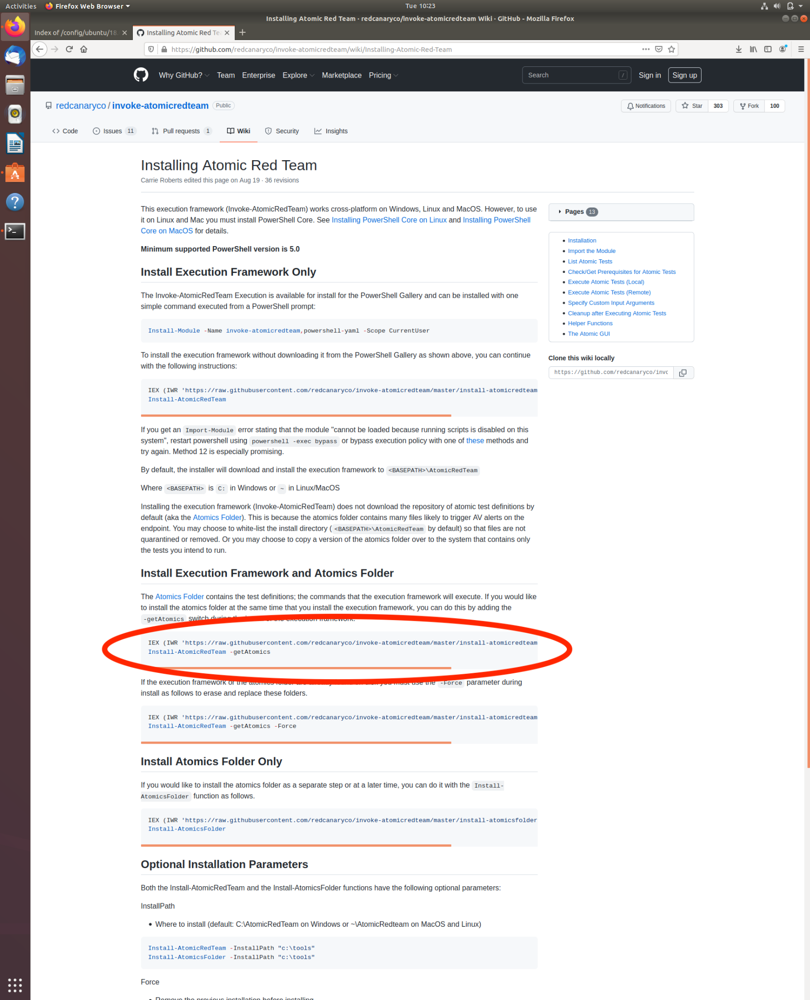 Activities Firefox Web Browser Tue 10:23
Installing Atomic Red Team · redcanaryco/invoke-atomicredteam Wiki · GitHub - Mozilla Firefox
Index of /config/ubuntu/18. Installing Atomic Red Te
https://github.com/redcanaryco/invoke-atomicredteam/wiki/Installing-Atomic-Red-Team
Why GitHub? Team Enterprise Explore Marketplace Pricing Search / Sign in Sign up
redcanaryco / invoke-atomicredteam Public Notifications Star 303 Fork 100
Code Issues 11 Pull requests 1 Wiki Security Insights
Installing Atomic Red Team
Carrie Roberts edited this page on Aug 19 · 36 revisions
This execution framework (Invoke-AtomicRedTeam) works cross-platform on Windows, Linux and MacOS. However, to use
it on Linux and Mac you must install PowerShell Core. See Installing PowerShell Core on Linux and Installing PowerShell
Core on MacOS for details.
Minimum supported PowerShell version is 5.0
Install Execution Framework Only
The Invoke-AtomicRedTeam Execution is available for install for the PowerShell Gallery and can be installed with one
simple command executed from a PowerShell prompt:
Install-Module -Name invoke-atomicredteam,powershell-yaml -Scope CurrentUser
To install the execution framework without downloading it from the PowerShell Gallery as shown above, you can continue
with the following instructions:
IEX (IWR 'https://raw.githubusercontent.com/redcanaryco/invoke-atomicredteam/master/install-atomicredteam
Install-AtomicRedTeam
If you get an Import-Module error stating that the module "cannot be loaded because running scripts is disabled on this
system", restart powershell using powershell -exec bypass or bypass execution policy with one of these methods and
try again. Method 12 is especially promising.
By default, the installer will download and install the execution framework to <BASEPATH>\AtomicRedTeam
Where <BASEPATH> is C: in Windows or ~ in Linux/MacOS
Installing the execution framework (Invoke-AtomicRedTeam) does not download the repository of atomic test definitions by
default (aka the Atomics Folder). This is because the atomics folder contains many files likely to trigger AV alerts on the
endpoint. You may choose to white-list the install directory ( <BASEPATH>\AtomicRedTeam by default) so that files are not
quarantined or removed. Or you may choose to copy a version of the atomics folder over to the system that contains only
the tests you intend to run.
Install Execution Framework and Atomics Folder
The Atomics Folder contains the test definitions; the commands that the execution framework will execute. If you would like
to install the atomics folder at the same time that you install the execution framework, you can do this by adding the
-getAtomics switch during the of the execution framework.
IEX (IWR 'https://raw.githubusercontent.com/redcanaryco/invoke-atomicredteam/master/install-atomicredteam
Install-AtomicRedTeam -getAtomics
If the execution framework or the atomics folder are already you must use the -Force parameter during
install as follows to erase and replace these folders.
IEX (IWR 'https://raw.githubusercontent.com/redcanaryco/invoke-atomicredteam/master/install-atomicredteam
Install-AtomicRedTeam -getAtomics -Force
Install Atomics Folder Only
If you would like to install the atomics folder as a separate step or at a later time, you can do it with the Install-
AtomicsFolder function as follows.
IEX (IWR 'https://raw.githubusercontent.com/redcanaryco/invoke-atomicredteam/master/install-atomicsfolder
Install-AtomicsFolder
Optional Installation Parameters
Both the Install-AtomicRedTeam and the Install-AtomicsFolder functions have the following optional parameters:
InstallPath
• Where to install (default: C:\AtomicRedTeam on Windows or ~\AtomicRedteam on MacOS and Linux)
Install-AtomicRedTeam -InstallPath "c:\tools"
Install-AtomicsFolder -InstallPath "c:\tools"
Force
• Remove the previous installation before installing
Pages 13
• Installation
• Import the Module
• List Atomic Tests
• Check/Get Prerequisites for Atomic Tests
• Execute Atomic Tests (Local)
• Execute Atomic Tests (Remote)
• Specify Custom Input Arguments
• Cleanup after Executing Atomic Tests
• Helper Functions
• The Atomic GUI
Clone this wiki locally
https://github.com/redcanaryco/invc